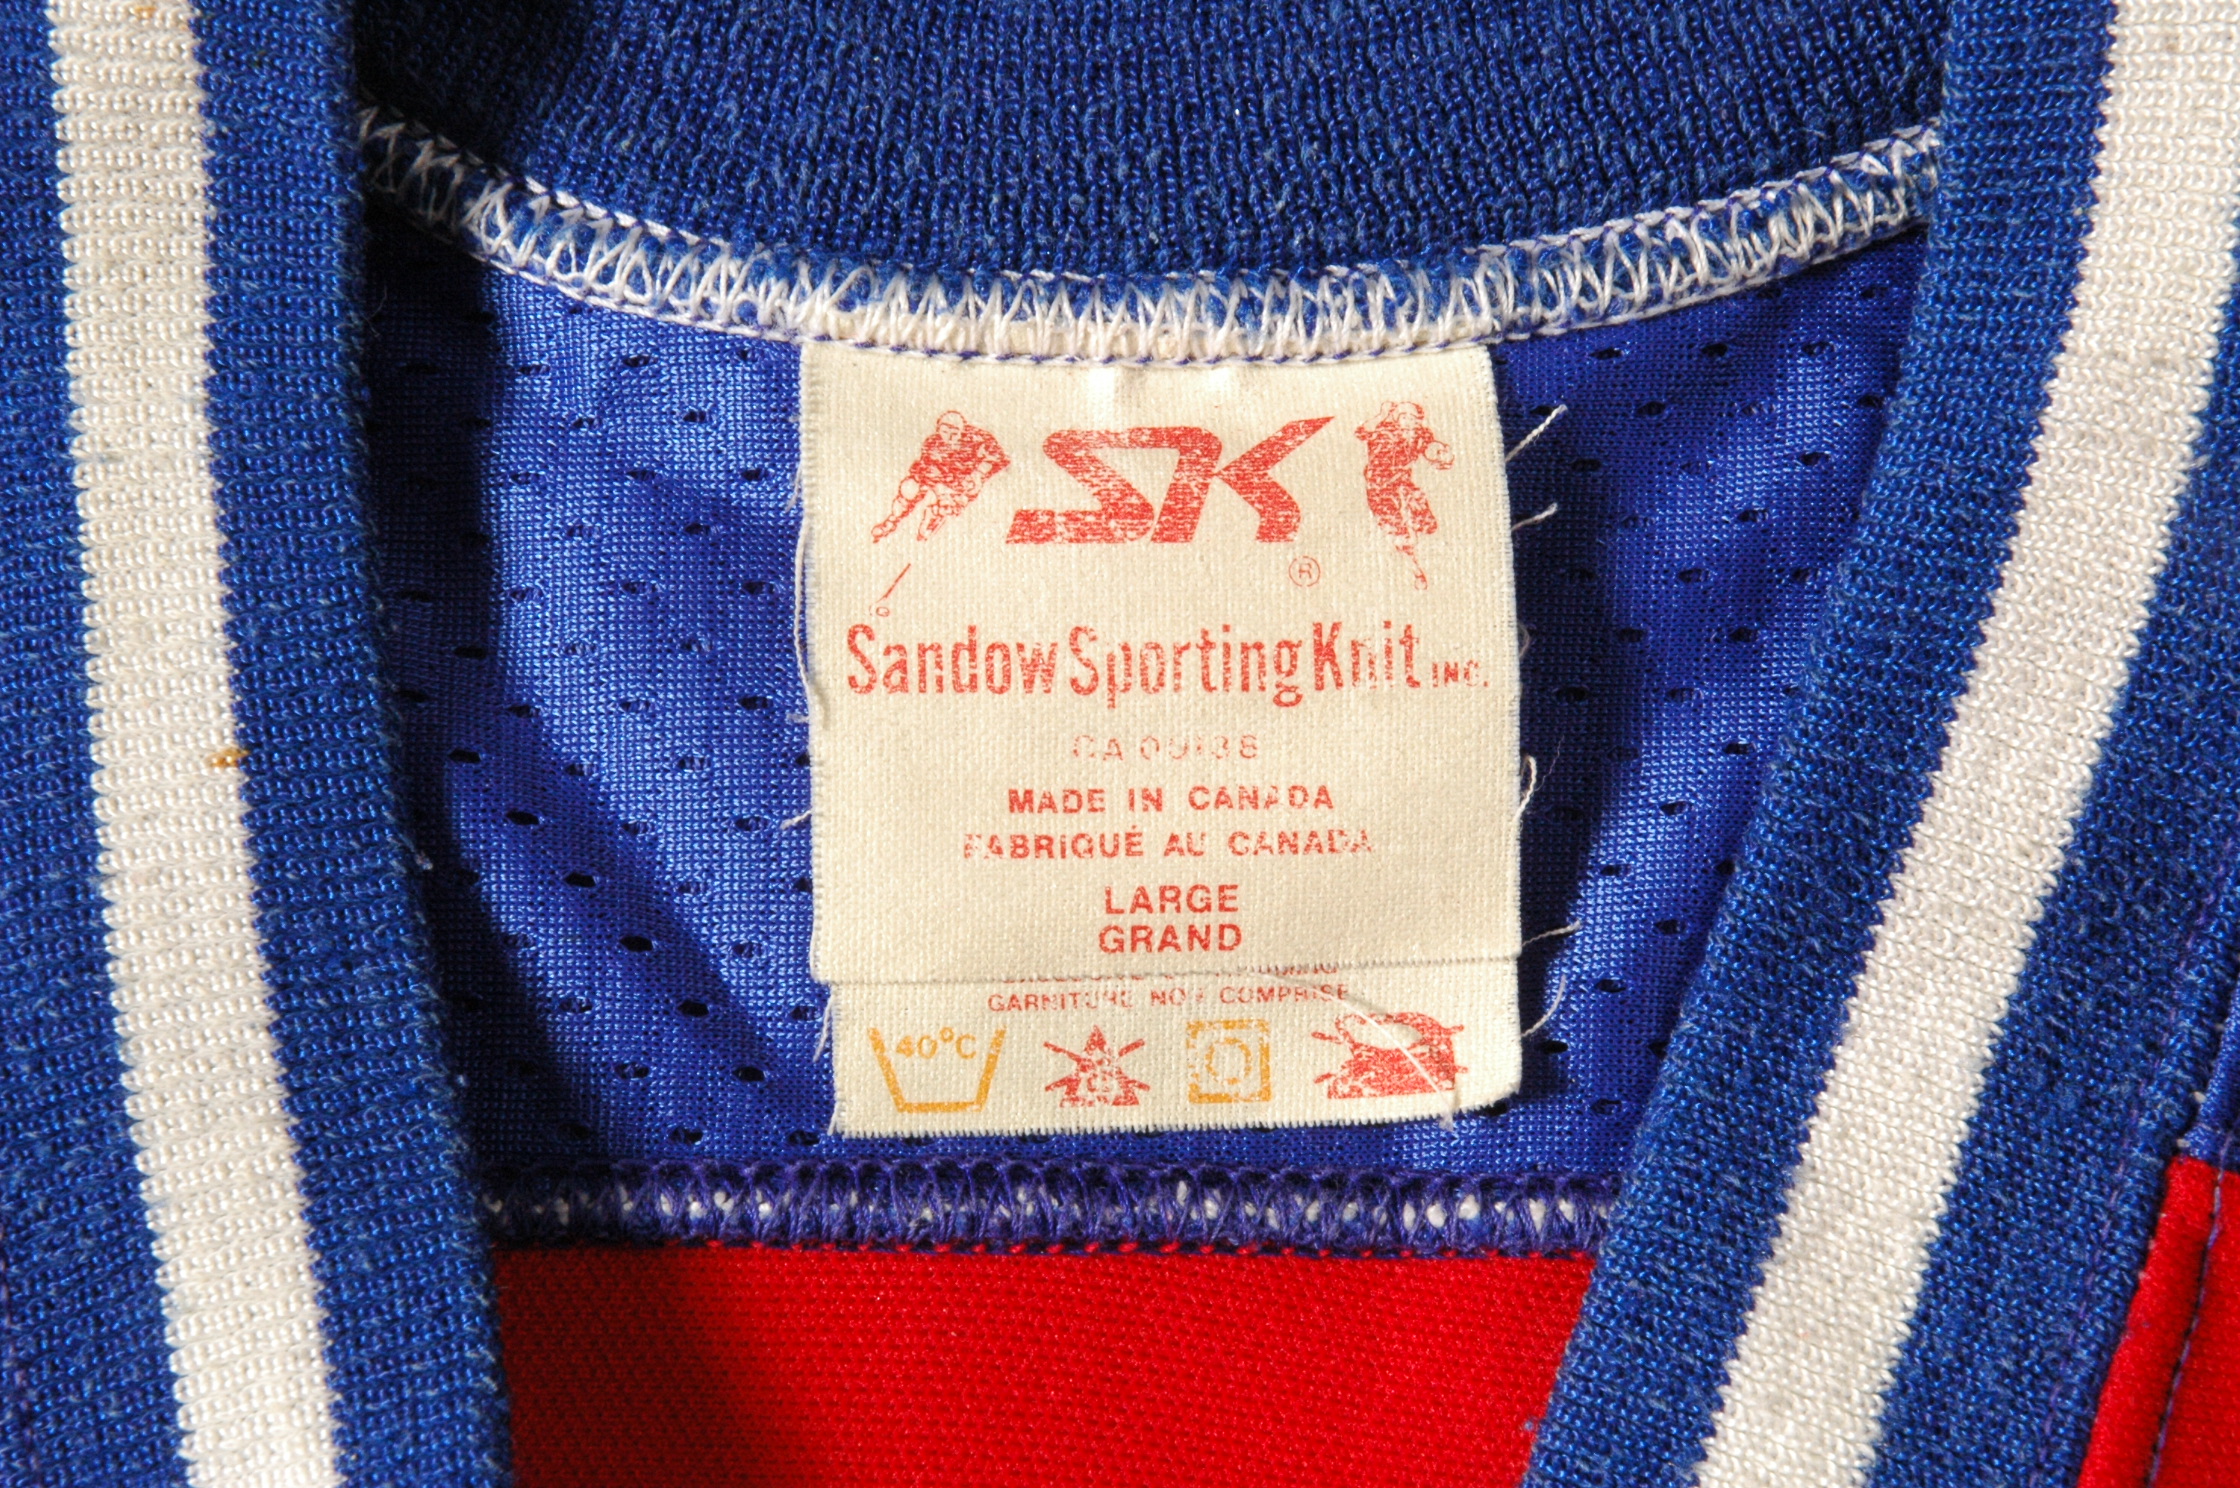 SK ®
Sandow Sporting Knit INC.
MADE IN CANADA
FABRIQUÉ AU CANADA
LARGE
GRAND
GARNITURE NON COMPRISE
40°C